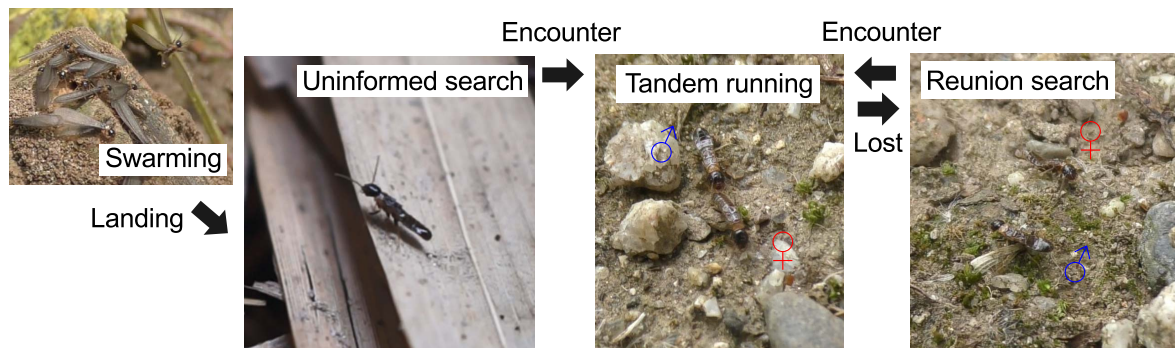 Swarming
Landing
Uninformed search
Encounter
Tandem running
♂
♀
Encounter
Lost
Reunion search
♀
♂